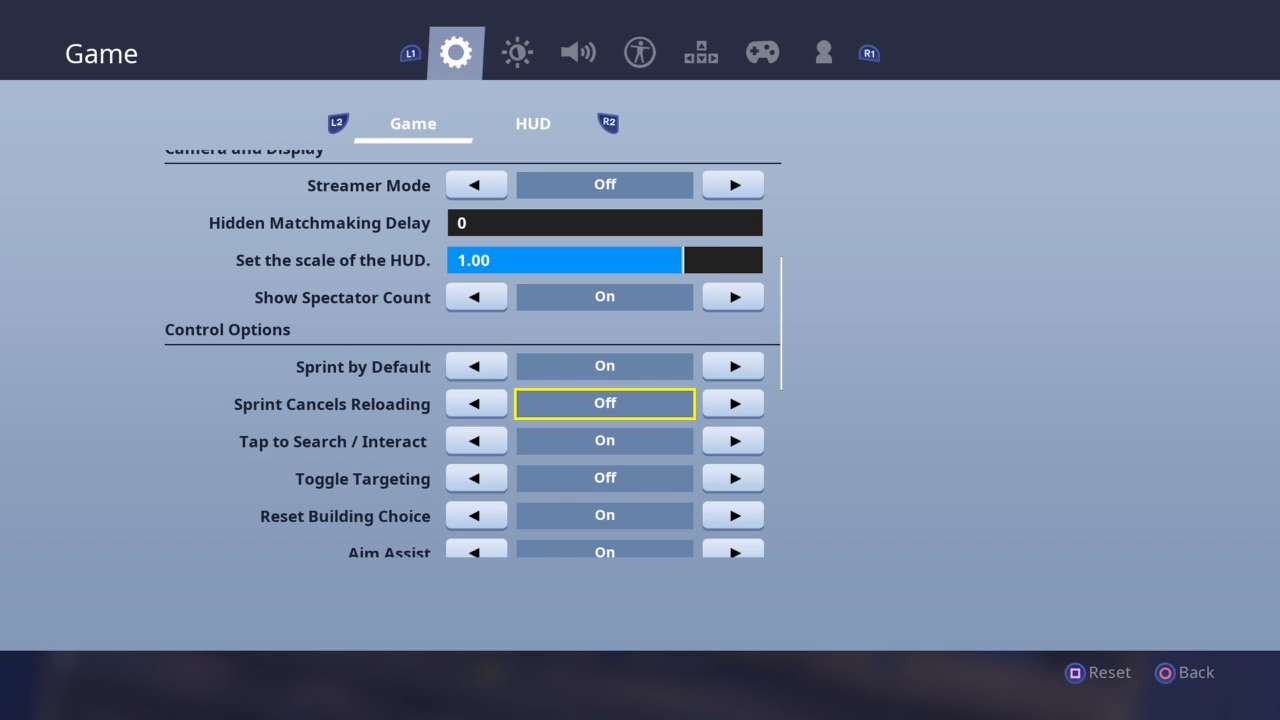 Game
L1
R1
L2
Game
HUD
R2
Camera and Display
Streamer Mode Off
Hidden Matchmaking Delay 0
Set the scale of the HUD. 1.00
Show Spectator Count On
Control Options
Sprint by Default On
Sprint Cancels Reloading Off
Tap to Search / Interact On
Toggle Targeting Off
Reset Building Choice On
Aim Assist On
Reset
Back